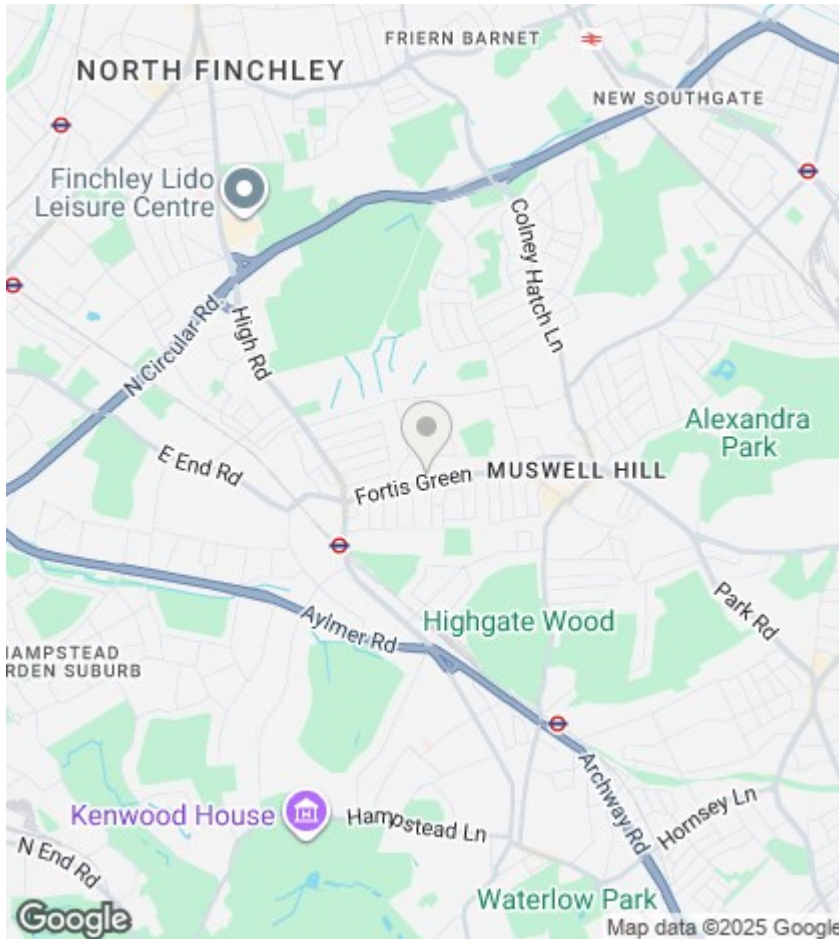 FRIERN BARNET
NORTH FINCHLEY
NEW SOUTHGATE
Finchley Lido
Leisure Centre
Colney Hatch Ln
N Circular Rd
High Rd
Alexandra
Park
E End Rd
Fortis Green
MUSWELL HILL
Park Rd
Aylmer Rd
Highgate Wood
HAMPSTEAD
RDEN SUBURB
Kenwood House
Hampstead Ln
Archway Rd
Hornsey Ln
N End Rd
Waterlow Park
Google
Map data ©2025 Google